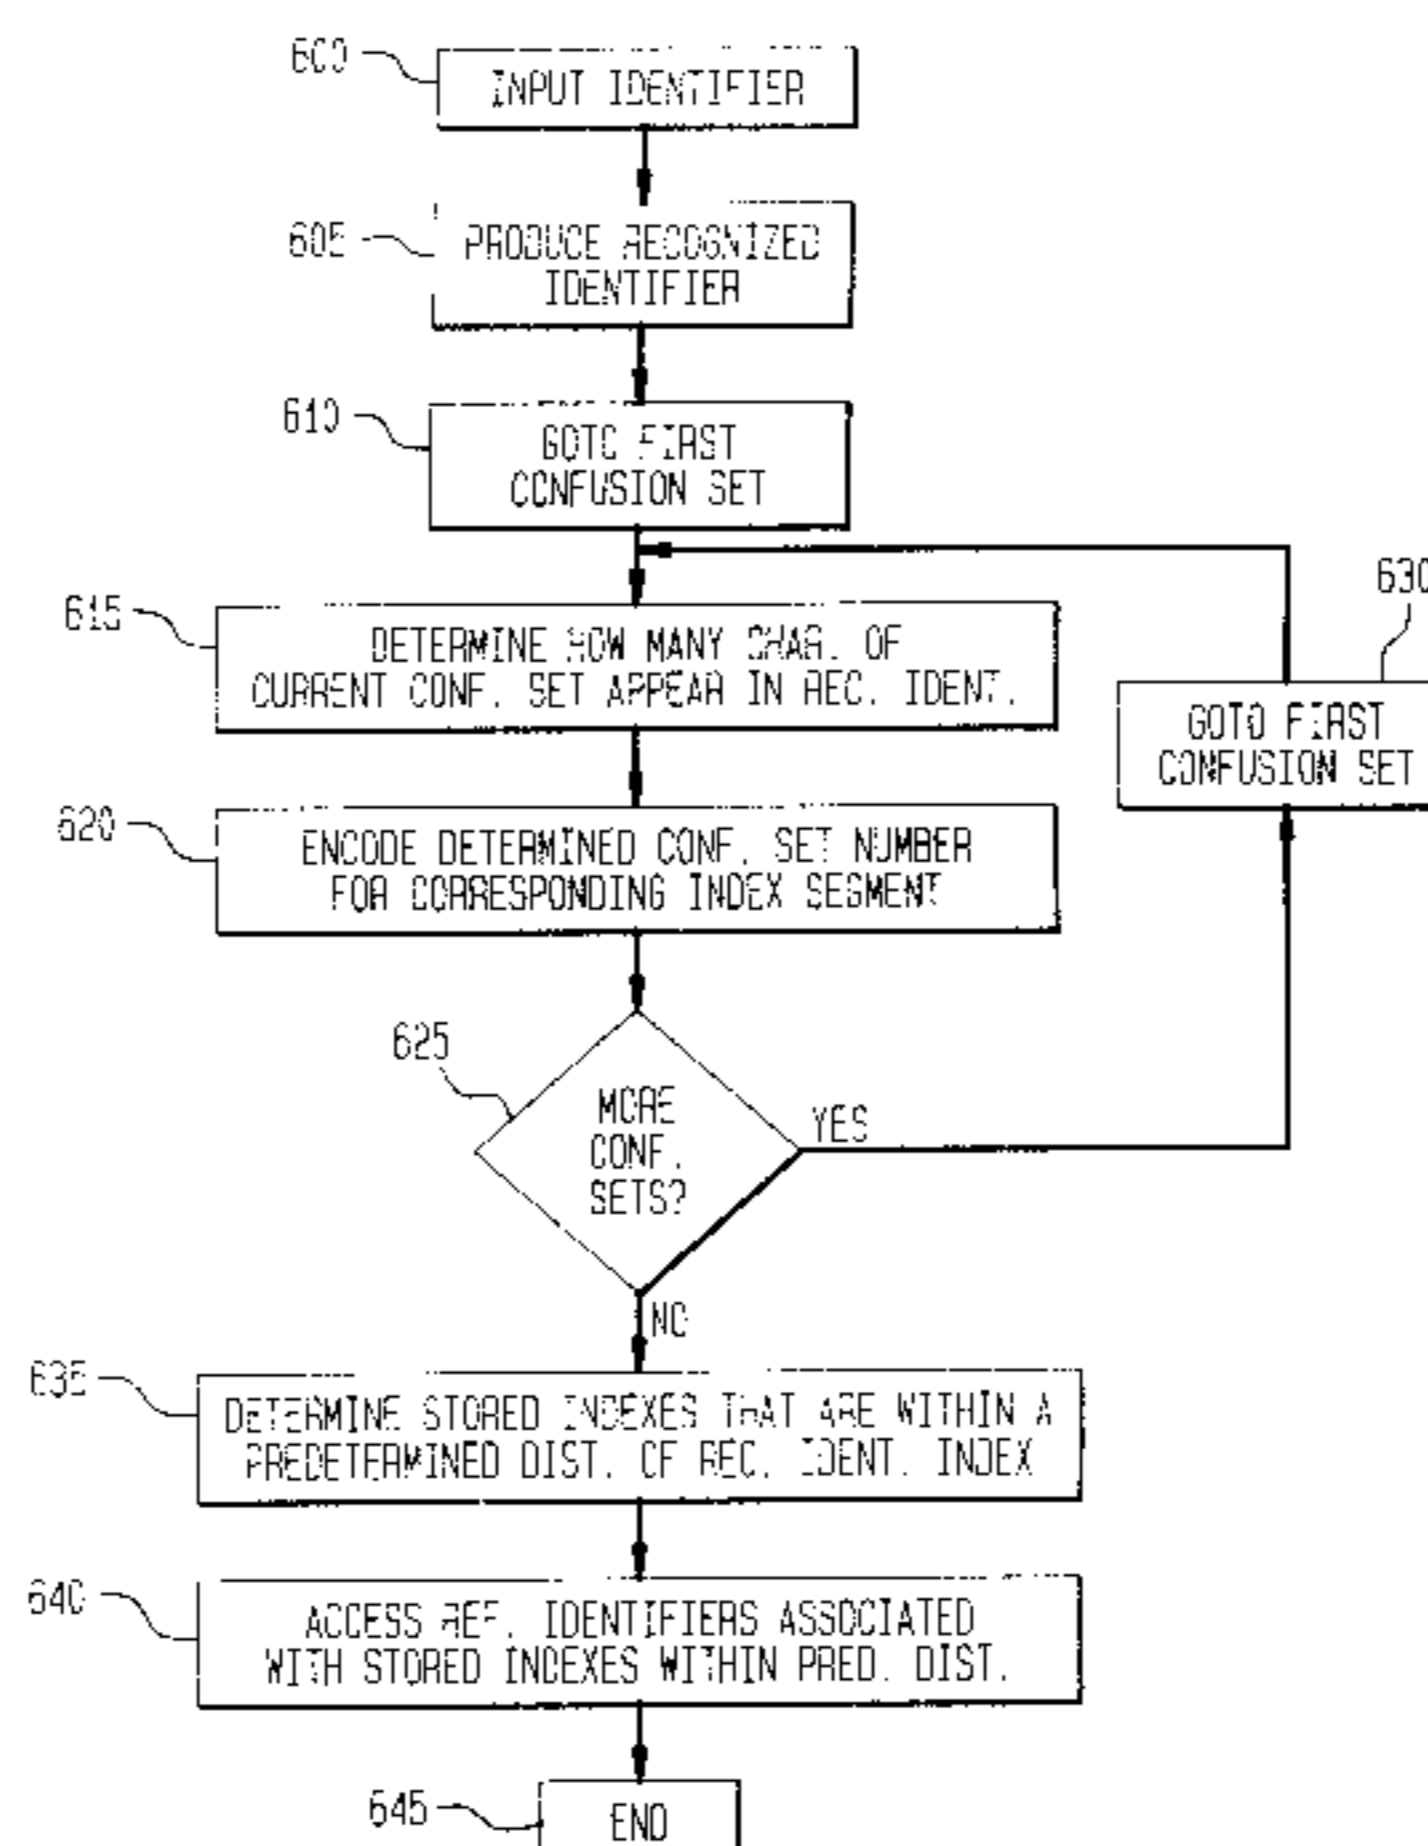 600
INPUT IDENTIFIER
605
PRODUCE RECOGNIZED
IDENTIFIER
610
GOTO FIRST
CONFUSION SET
615
DETERMINE HOW MANY CHAR. OF
CURRENT CONF. SET APPEAR IN REC. IDENT.
630
GOTO FIRST
CONFUSION SET
620
ENCODE DETERMINED CONF. SET NUMBER
FOR CORRESPONDING INDEX SEGMENT
625
MORE
CONF.
SETS?
YES
NO
635
DETERMINE STORED INDEXES THAT ARE WITHIN A
PREDETERMINED DIST. OF REC. IDENT. INDEX
640
ACCESS REF. IDENTIFIERS ASSOCIATED
WITH STORED INDEXES WITHIN PRED. DIST.
645
END